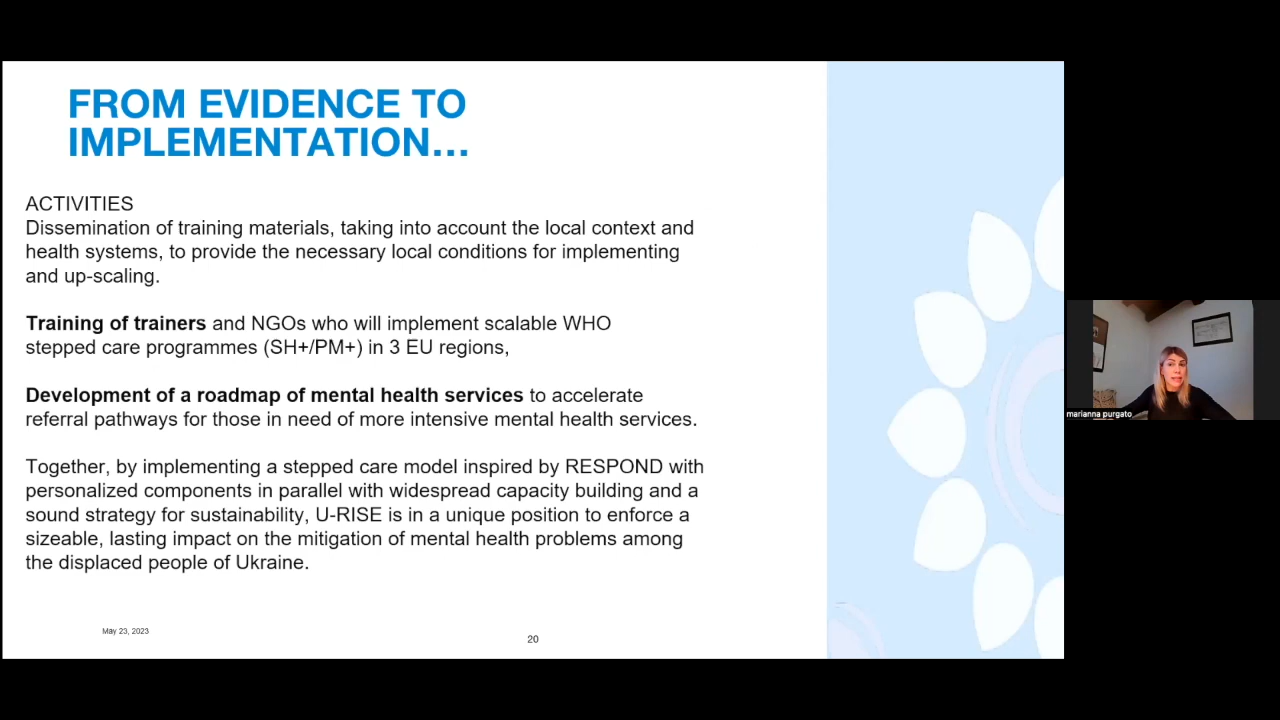 FROM EVIDENCE TO
IMPLEMENTATION...
ACTIVITIES
Dissemination of training materials, taking into account the local context and
health systems, to provide the necessary local conditions for implementing
and up-scaling.
Training of trainers and NGOs who will implement scalable WHO
stepped care programmes (SH+/PM+) in 3 EU regions,
Development of a roadmap of mental health services to accelerate
referral pathways for those in need of more intensive mental health services.
Together, by implementing a stepped care model inspired by RESPOND with
personalized components in parallel with widespread capacity building and a
sound strategy for sustainability, U-RISE is in a unique position to enforce a
sizeable, lasting impact on the mitigation of mental health problems among
the displaced people of Ukraine.
May 23, 2023
20
marianna purgato